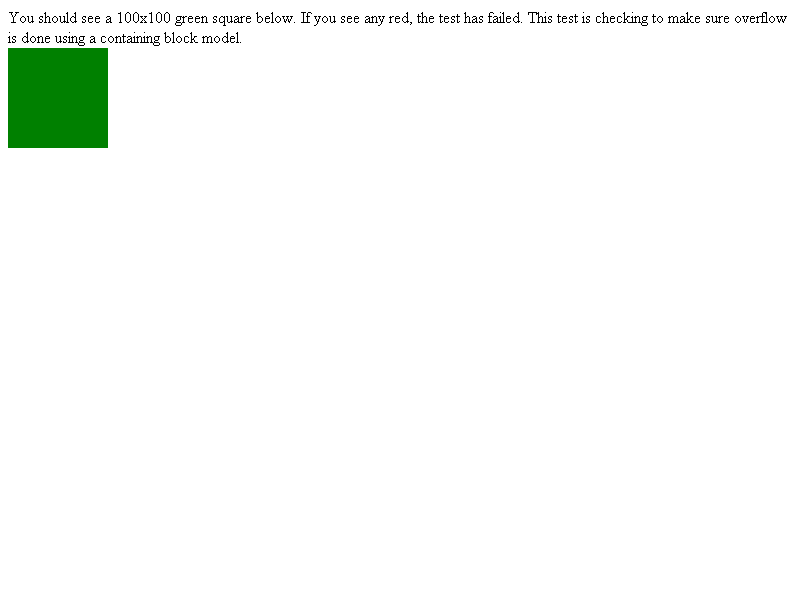 You should see a 100x100 green square below. If you see any red, the test has failed. This test is checking to make sure overflow
is done using a containing block model.